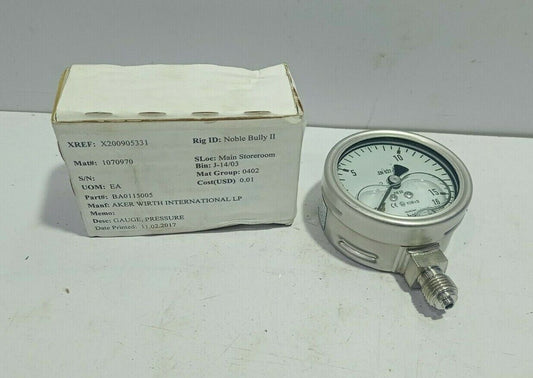 XREF: X200905331 Rig ID: Noble Bully II
Mat#: 1070970 SLoc: Main Storeroom
S/N: Bin: J-14/03
UOM: EA Mat Group: 0402
Part#: BA0115005 Cost(USD) 0.01
Manf: AKER WIRTH INTERNATIONAL LP
Memo:
Desc: GAUGE, PRESSURE
Date Printed: 11.02.2017
5
10
15
16